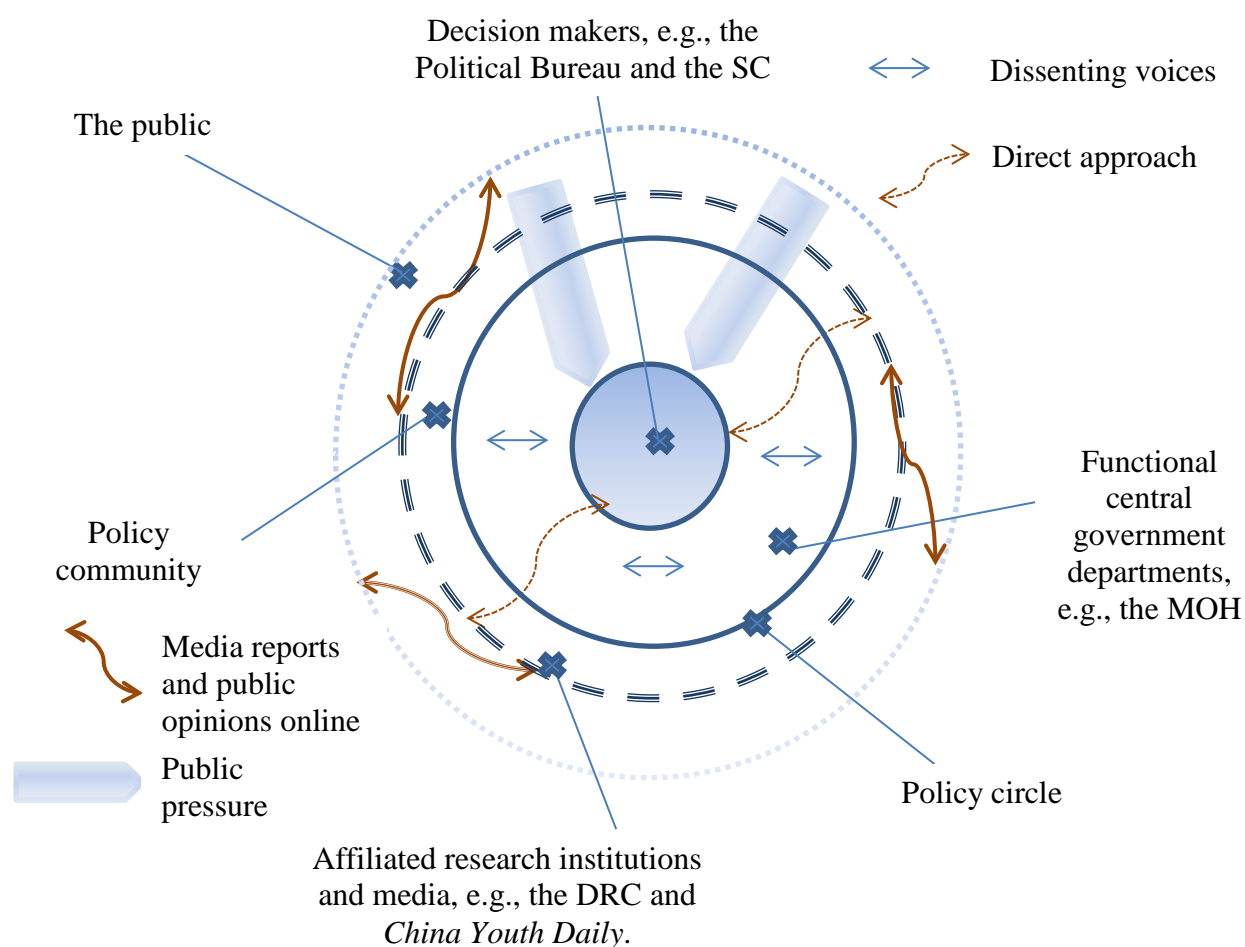 Decision makers, e.g., the
Political Bureau and the SC
Dissenting voices
The public
Direct approach
Functional
central
government
departments,
e.g., the MOH
Policy
community
Media reports
and public
opinions online
Public
pressure
Policy circle
Affiliated research institutions
and media, e.g., the DRC and
China Youth Daily.